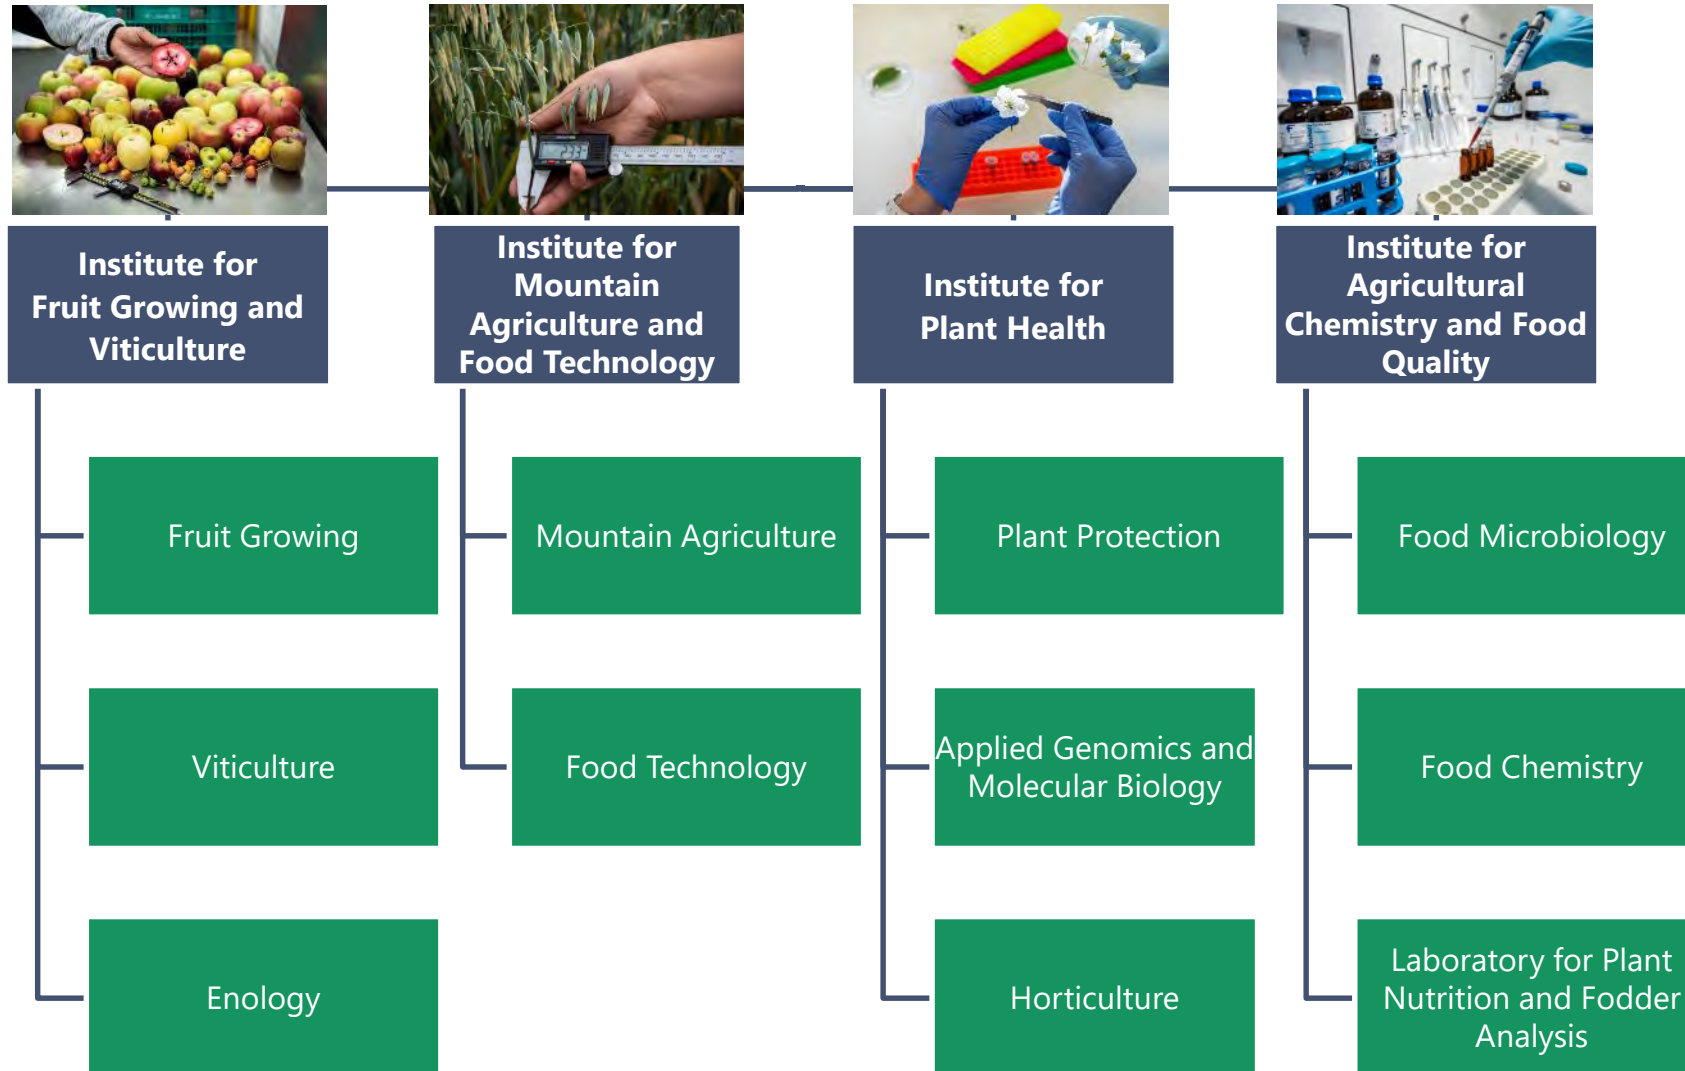 Institute for
Fruit Growing and
Viticulture
Fruit Growing
Viticulture
Enology
Institute for
Mountain
Agriculture and
Food Technology
Mountain Agriculture
Food Technology
Institute for
Plant Health
Plant Protection
Applied Genomics and
Molecular Biology
Horticulture
Institute for
Agricultural
Chemistry and Food
Quality
Food Microbiology
Food Chemistry
Laboratory for Plant
Nutrition and Fodder
Analysis